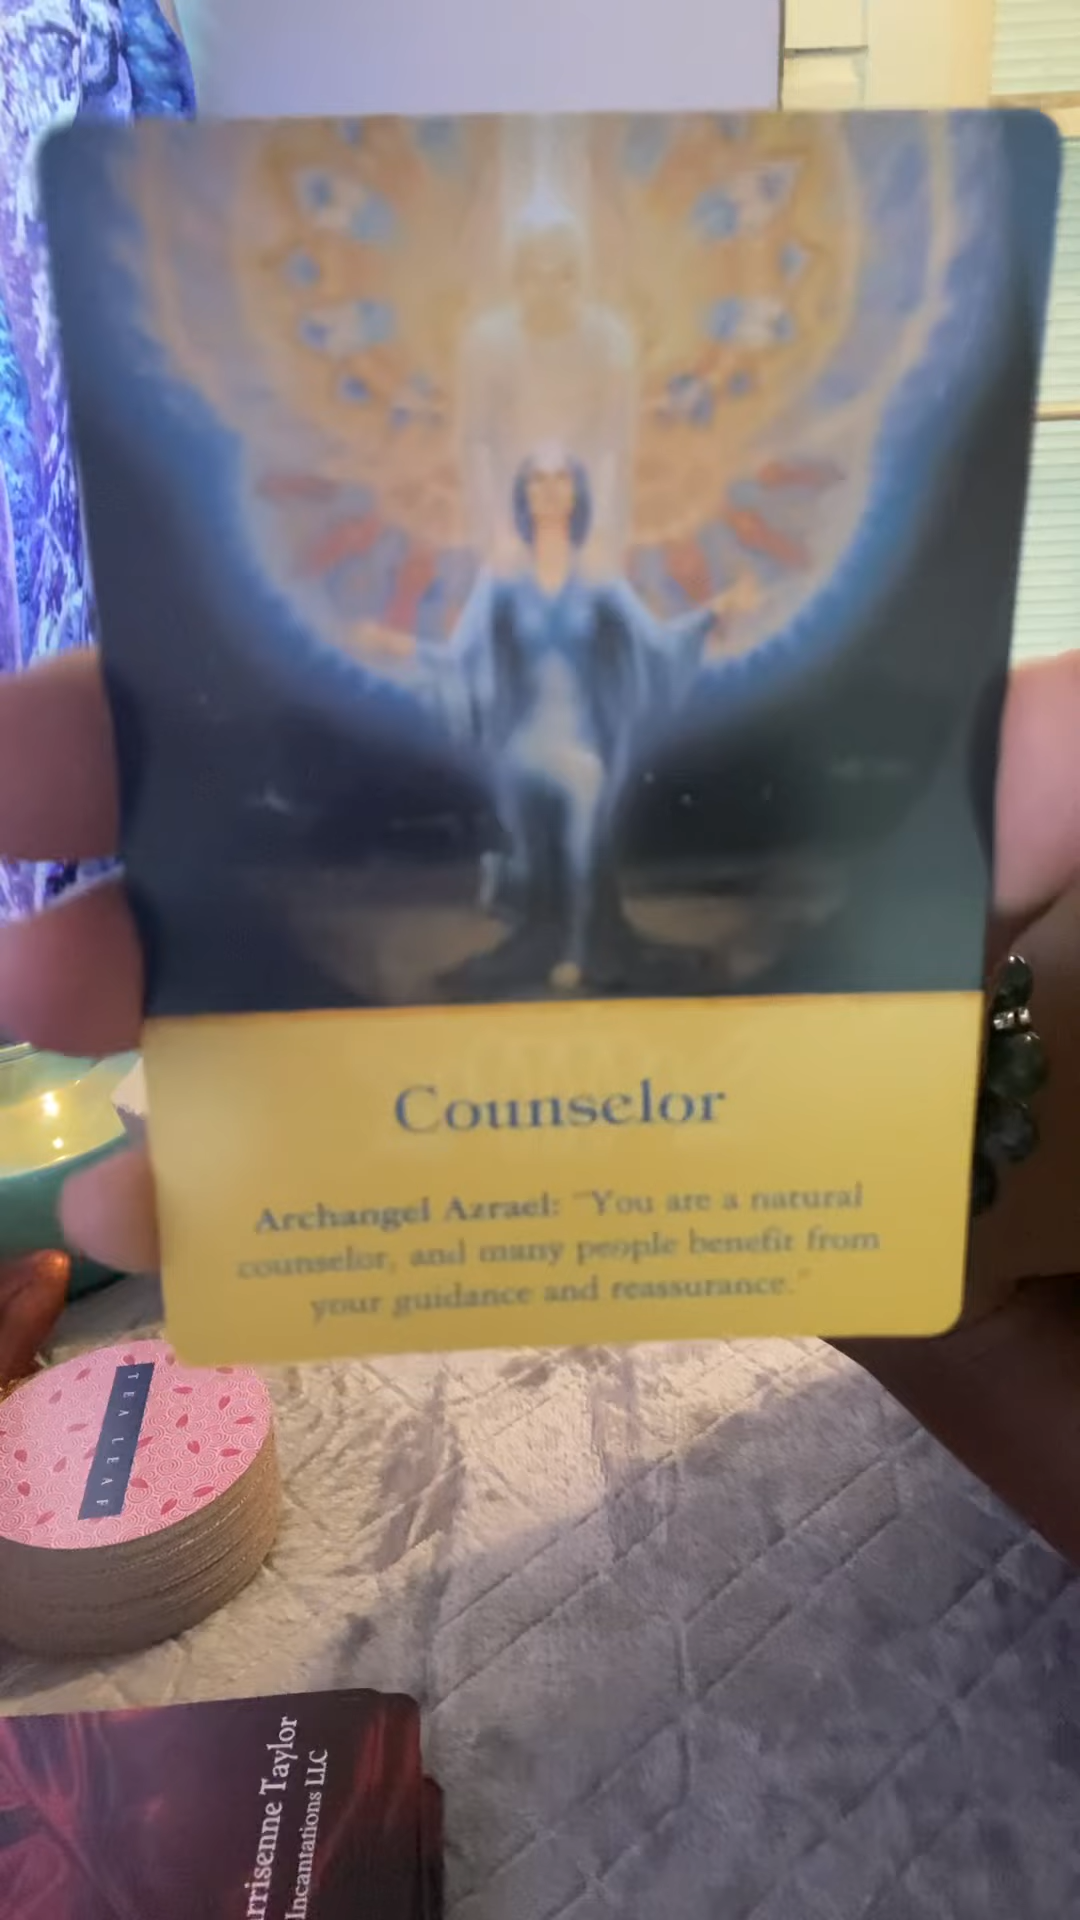 Counselor
Archangel Azrael: "You are a natural
counselor, and many people benefit from
your guidance and reassurance."
TEA LEAF
rrisenne Taylor
Incantations LLC